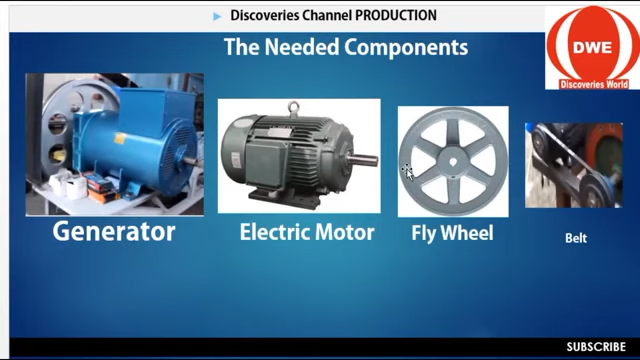 Discoveries Channel PRODUCTION
The Needed Components
DWE
Discoveries World
Generator
Electric Motor
Fly Wheel
Belt
SUBSCRIBE